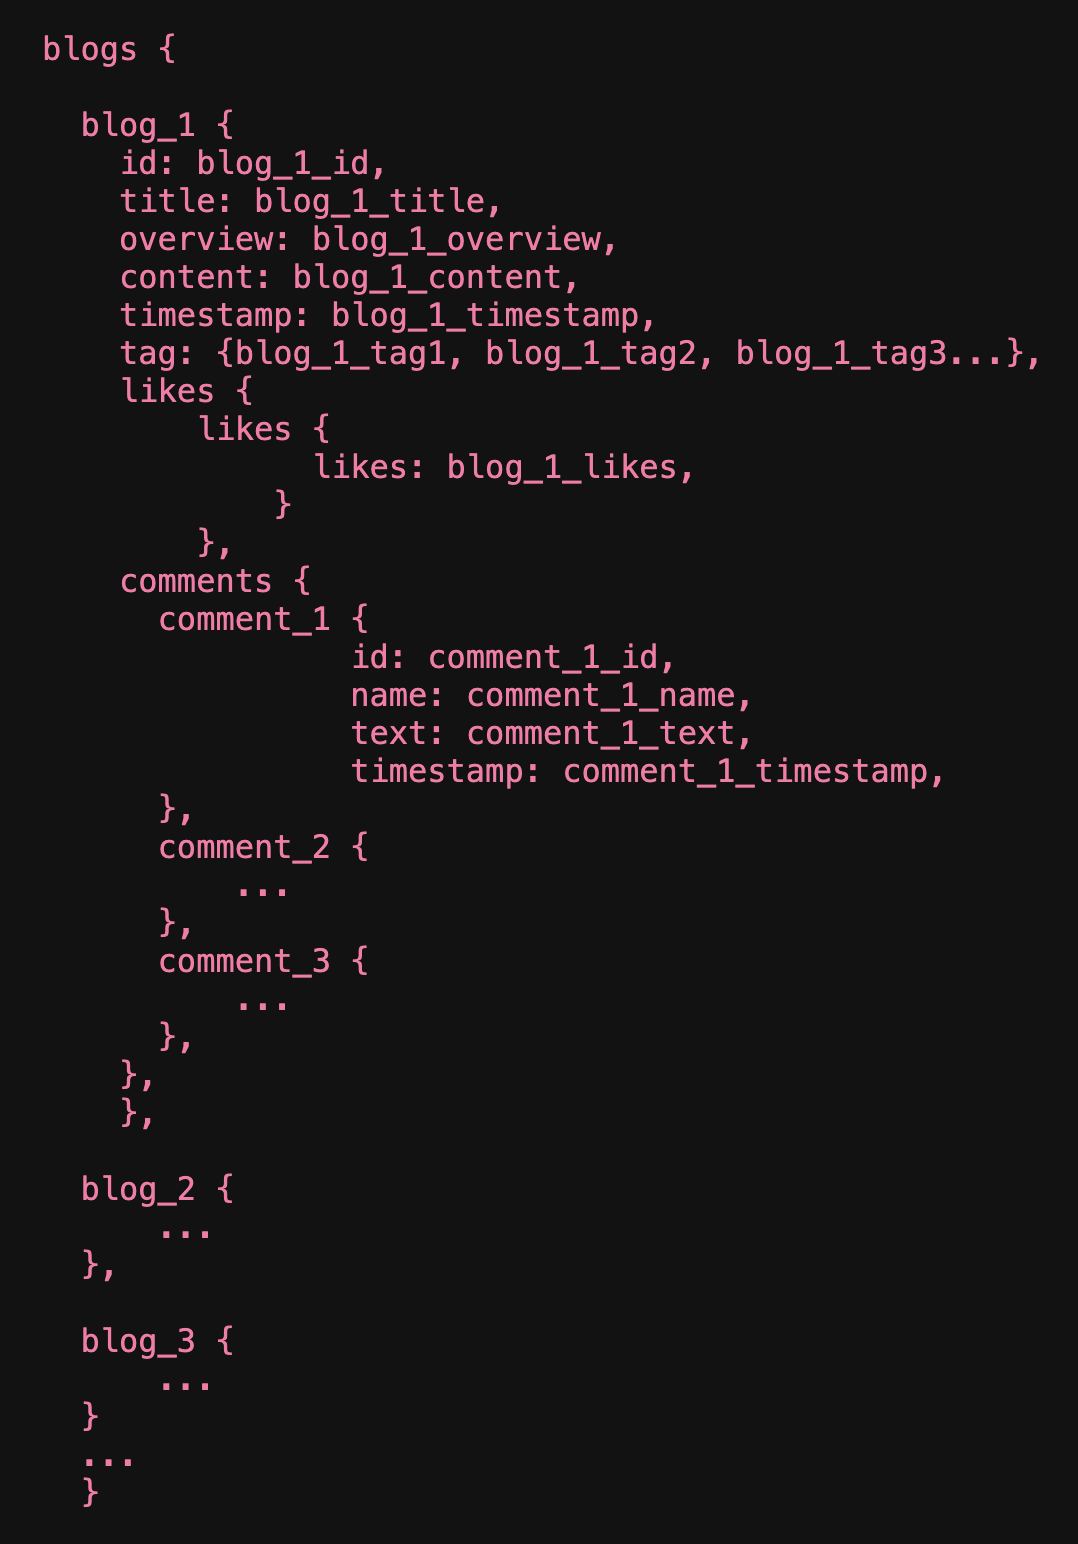 blogs {
blog_1 {
id: blog_1_id,
title: blog_1_title,
overview: blog_1_overview,
content: blog_1_content,
timestamp: blog_1_timestamp,
tag: {blog_1_tag1, blog_1_tag2, blog_1_tag3...},
likes {
likes {
likes: blog_1_likes,
}
},
comments {
comment_1 {
id: comment_1_id,
name: comment_1_name,
text: comment_1_text,
timestamp: comment_1_timestamp,
},
comment_2 {
...
},
comment_3 {
...
},
},
},
blog_2 {
...
},
blog_3 {
...
}
...
}